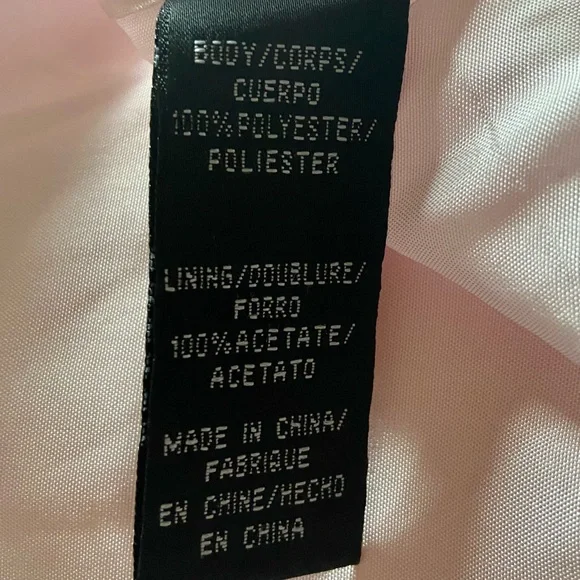 BODY/CORPS/
CUERPO
100%POLYESTER/
POLIESTER
LINING/DOUBLURE/
FORRO
100%ACETATE/
ACETATO
MADE IN CHINA/
FABRIQUE
EN CHINE/HECHO
EN CHINA